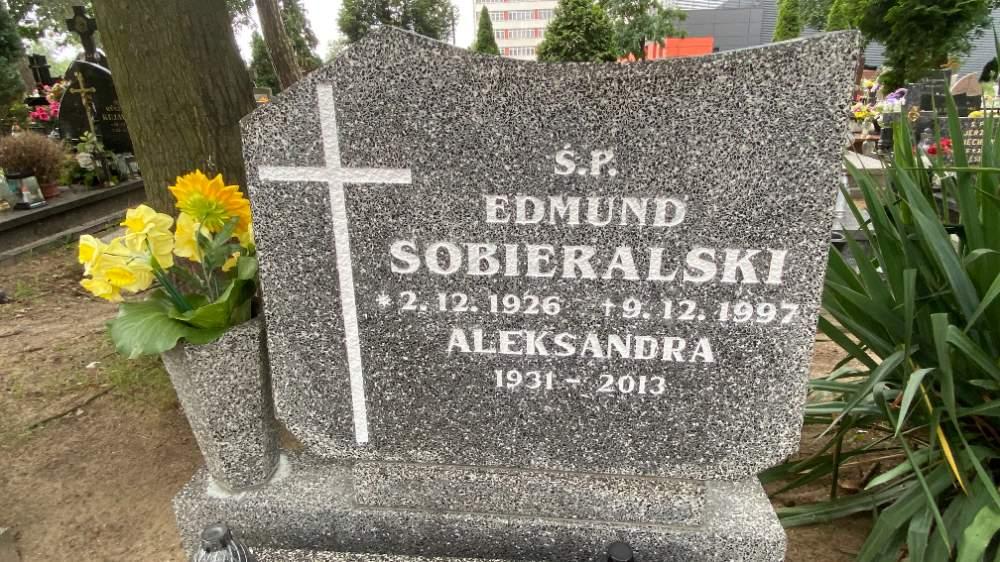 Ś.P.
EDMUND
SOBIERALSKI
* 2. 12. 1926 † 9. 12. 1997
ALEKSANDRA
1931 - 2013